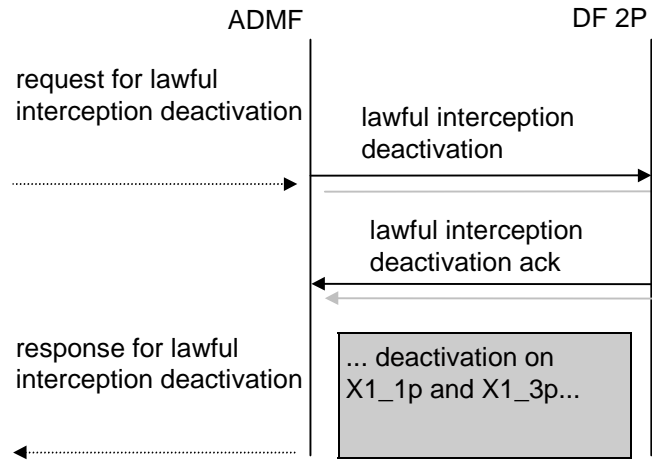 ADMF
DF 2P
request for lawful
interception deactivation
lawful interception
deactivation
lawful interception
deactivation ack
response for lawful
interception deactivation
... deactivation on
X1_1p and X1_3p...